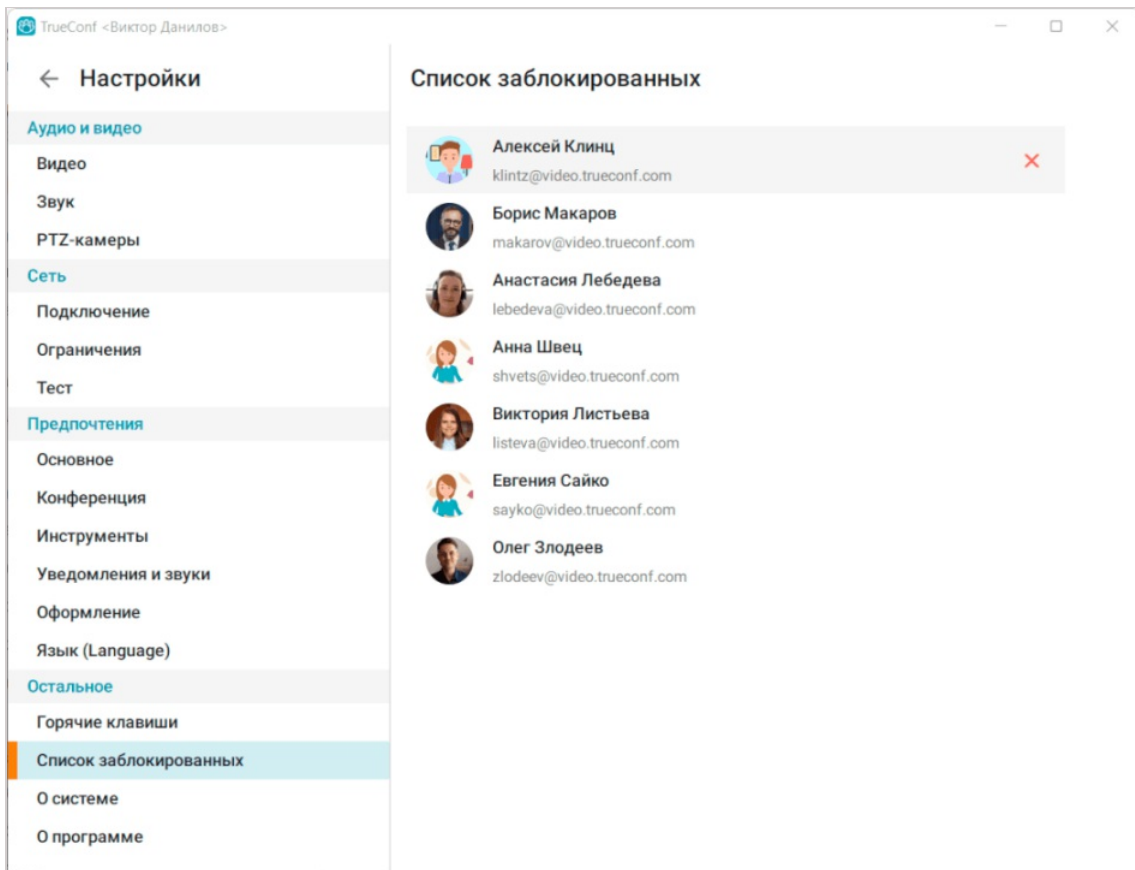 TrueConf <Виктор Данилов>
Настройки
Аудио и видео
Видео
Звук
PTZ-камеры
Сеть
Подключение
Ограничения
Тест
Предпочтения
Основное
Конференция
Инструменты
Уведомления и звуки
Оформление
Язык (Language)
Остальное
Горячие клавиши
Список заблокированных
О системе
О программе
Список заблокированных
Алексей Клинц
klintz@video.trueconf.com
Борис Макаров
makarov@video.trueconf.com
Анастасия Лебедева
lebedeva@video.trueconf.com
Анна Швец
shvets@video.trueconf.com
Виктория Листьева
listeva@video.trueconf.com
Евгения Сайко
sayko@video.trueconf.com
Олег Злодеев
zlodeev@video.trueconf.com